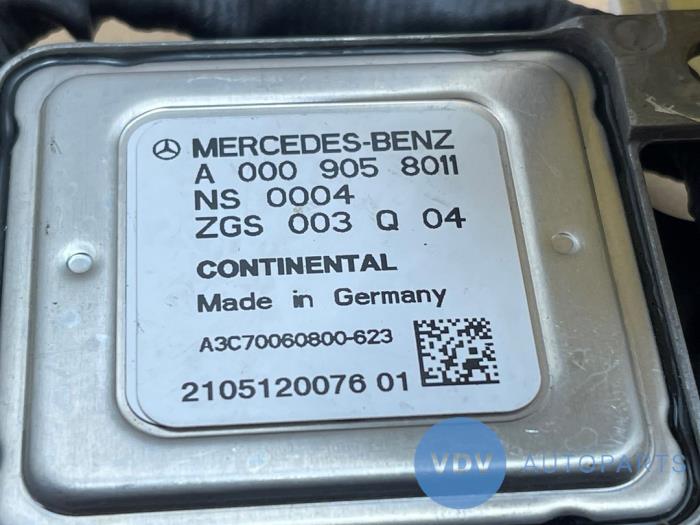 MERCEDES-BENZ
A 000 905 8011
NS 0004
ZGS 003 Q 04
CONTINENTAL
Made in Germany
A3C70060800-623
2105120076 01
VDV AUTOPARTS